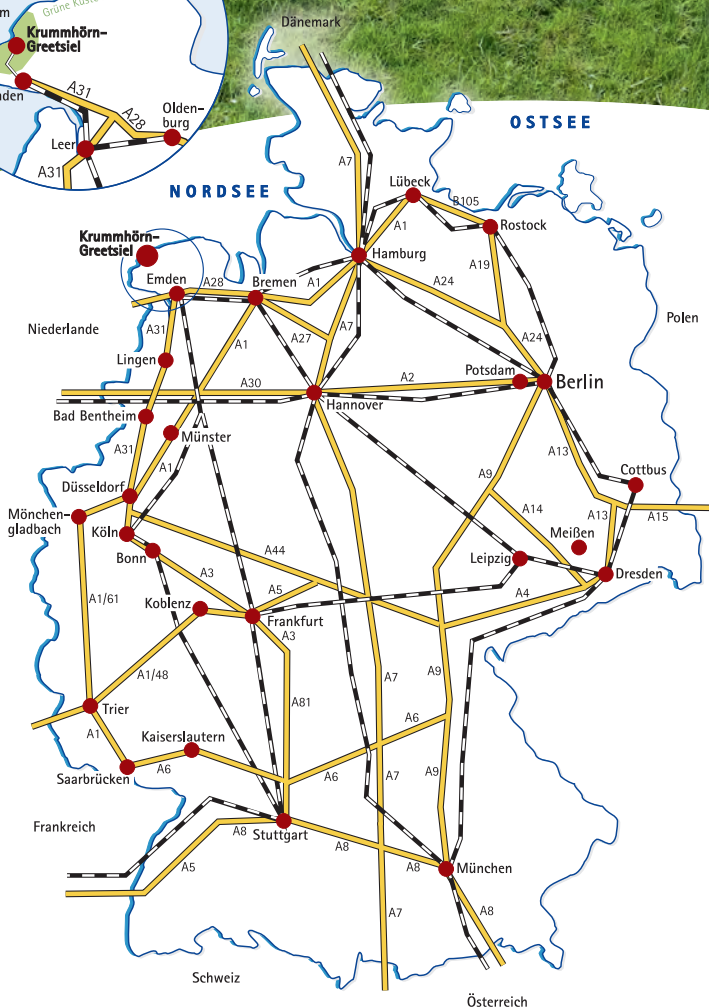 Grüne Küste
Krummhörn-
Greetsiel
A31
A28
Olden-
burg
Leer
A31
Dänemark
OSTSEE
NORDSEE
A7
Lübeck
B105
Rostock
A1
Krummhörn-
Greetsiel
Hamburg
A19
Emden
A28
Bremen
A1
A24
Niederlande
A31
A1
A27
A7
A24
Polen
Lingen
A30
A2
Potsdam
Berlin
Hannover
Bad Bentheim
Münster
A31
A1
A9
A13
Cottbus
Düsseldorf
Mönchen-
gladbach
A14
A13
A15
Köln
Meißen
Bonn
A44
Leipzig
A3
A5
Dresden
A1/61
Koblenz
A4
Frankfurt
A3
A1/48
A7
A9
A81
Trier
A6
A1
Kaiserslautern
A6
Saarbrücken
A6
A7
A9
Frankreich
A8
Stuttgart
A8
A5
A8
München
A7
A8
Schweiz
Österreich